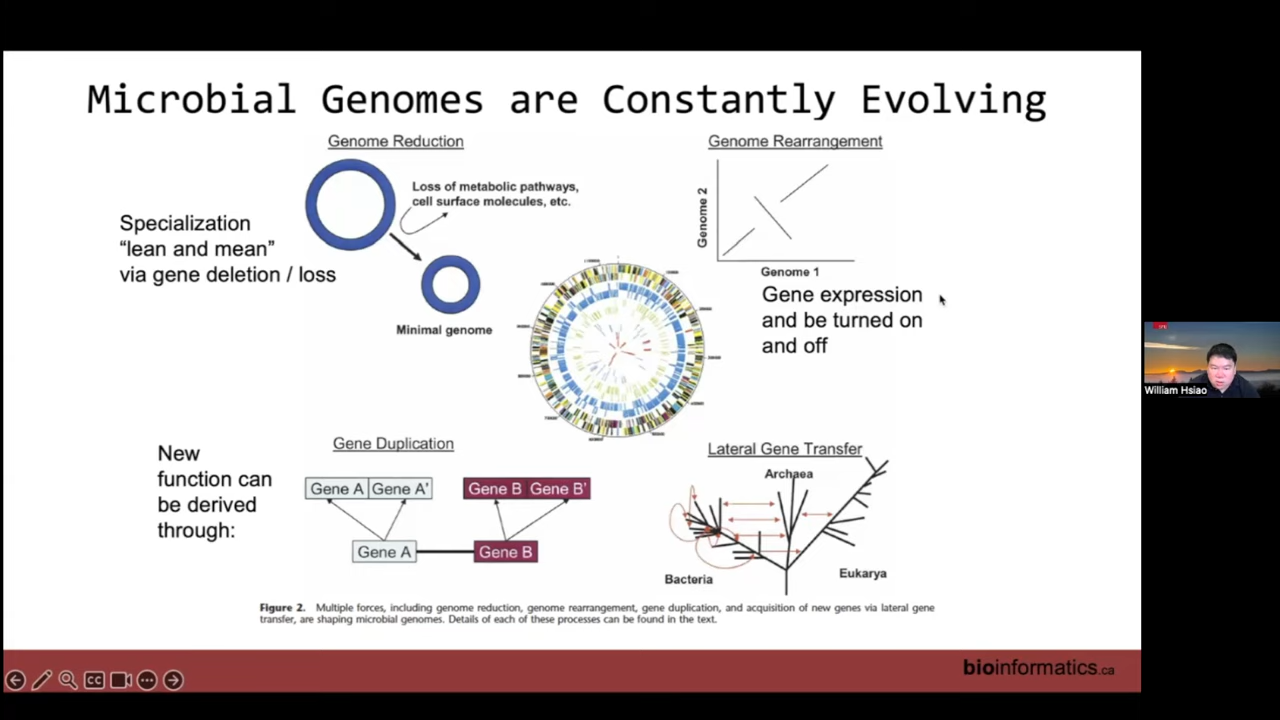 Microbial Genomes are Constantly Evolving
Genome Reduction
Loss of metabolic pathways,
cell surface molecules, etc.
Specialization
“lean and mean”
via gene deletion / loss
Minimal genome
Genome Rearrangement
Genome 2
Genome 1
Gene expression
and be turned on
and off
New
function can
be derived
through:
Gene Duplication
Gene A Gene A'
Gene B Gene B'
Gene A
Gene B
Lateral Gene Transfer
Archaea
Bacteria
Eukarya
Figure 2. Multiple forces, including genome reduction, genome rearrangement, gene duplication, and acquisition of new genes via lateral gene
transfer, are shaping microbial genomes. Details of each of these processes can be found in the text.
CC
bioinformatics.ca
William Hsiao